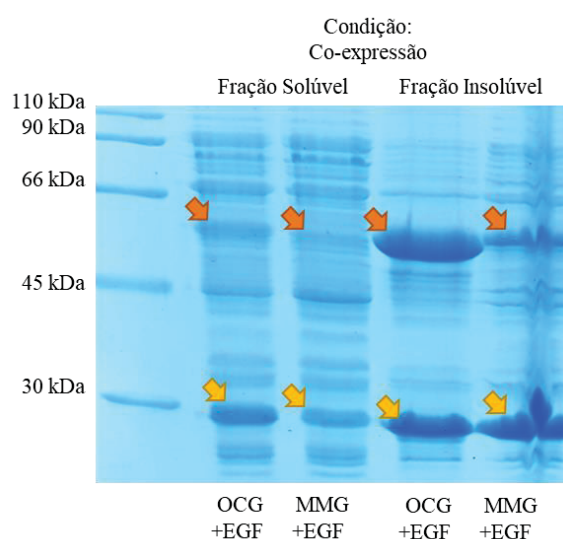 Condição:
Co-expressão
Fração Solúvel Fração Insolúvel
110 kDa
90 kDa
66 kDa
45 kDa
30 kDa
OCG MMG OCG MMG
+EGF +EGF +EGF +EGF